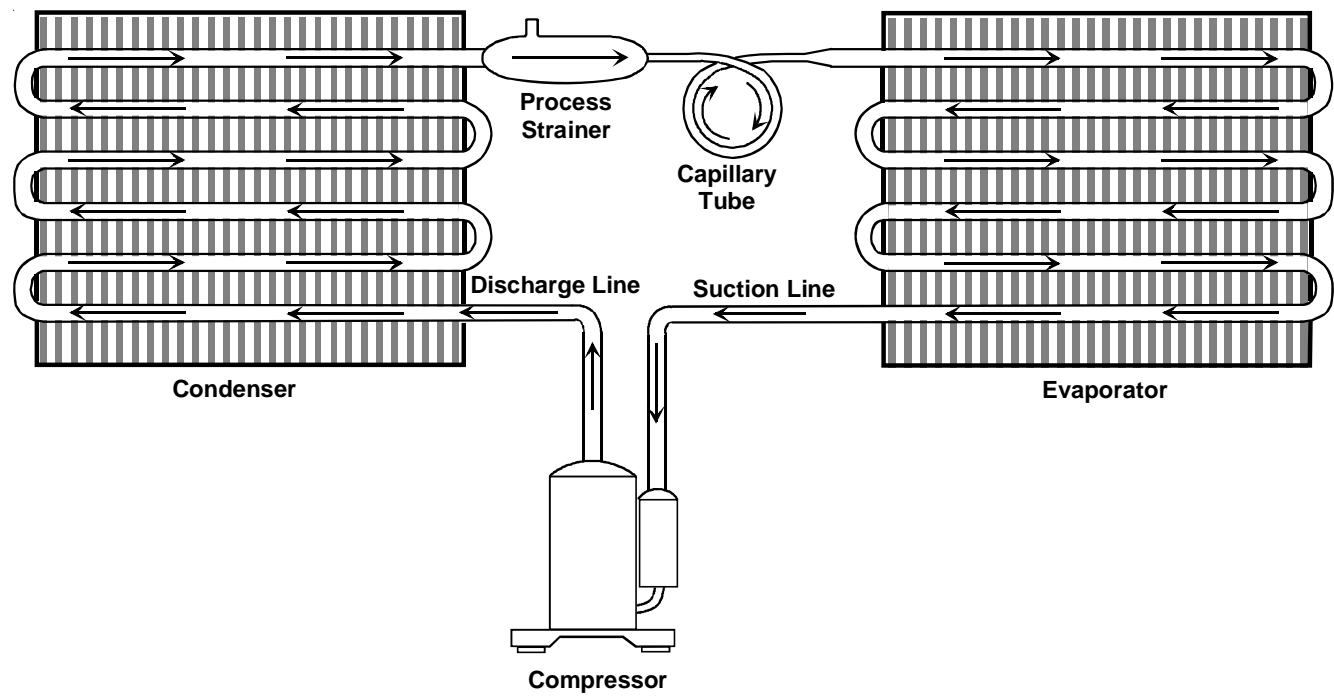 Process
Strainer
Capillary
Tube
Discharge Line
Suction Line
Condenser
Evaporator
Compressor